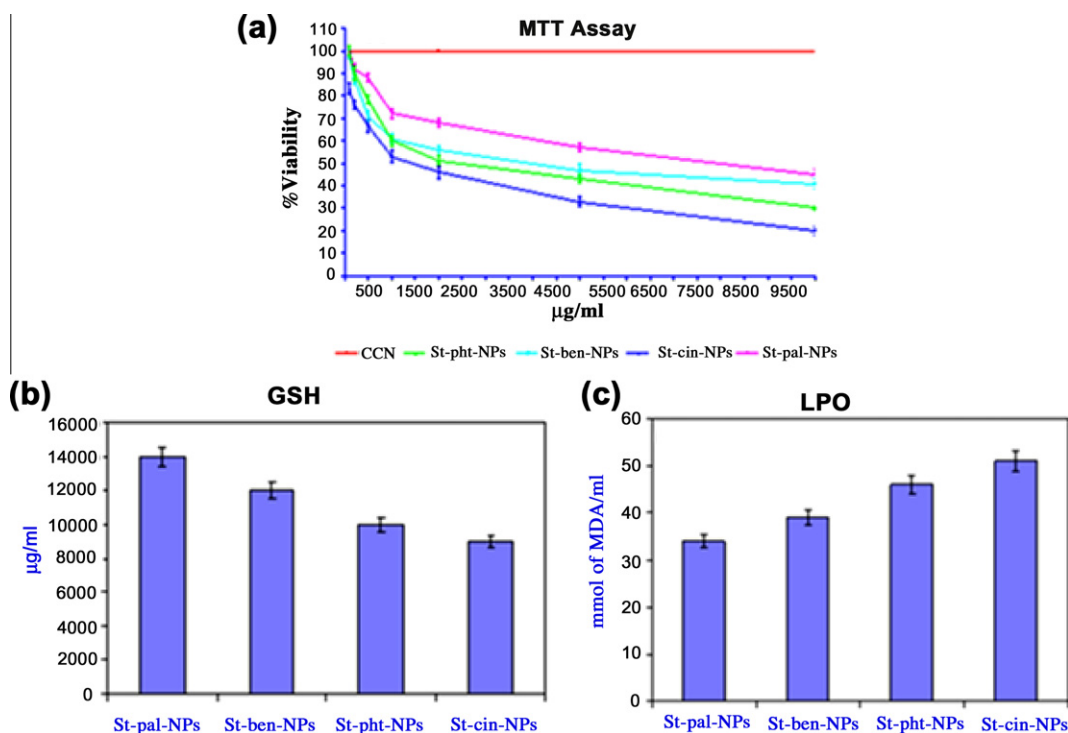 (a)
MTT Assay
110
100
90
80
70
60
50
40
30
20
10
0
%Viability
500 1500 2500 3500 4500 5500 6500 7500 8500 9500
µg/ml
CCN St-pht-NPs St-ben-NPs St-cin-NPs St-pal-NPs
(b)
GSH
16000
14000
12000
10000
8000
6000
4000
2000
0
µg/ml
St-pal-NPs St-ben-NPs St-pht-NPs St-cin-NPs
(c)
LPO
60
50
40
30
20
10
0
mmol of MDA/ml
St-pal-NPs St-ben-NPs St-pht-NPs St-cin-NPs